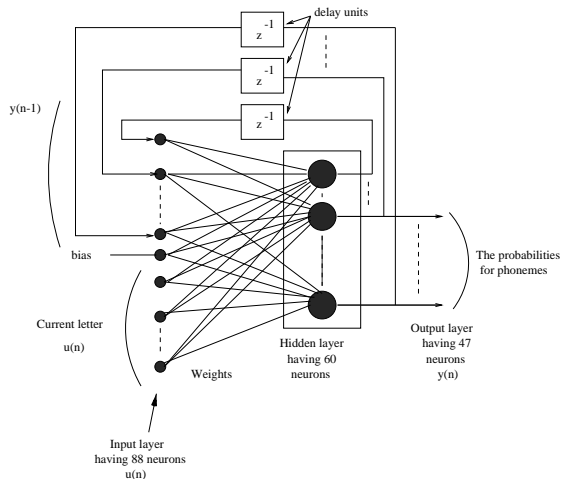 z -1
delay units
z -1
z -1
y(n-1)
bias
Current letter
u(n)
Weights
Input layer
having 88 neurons
u(n)
Hidden layer
having 60
neurons
Output layer
having 47
neurons
y(n)
The probabilities
for phonemes